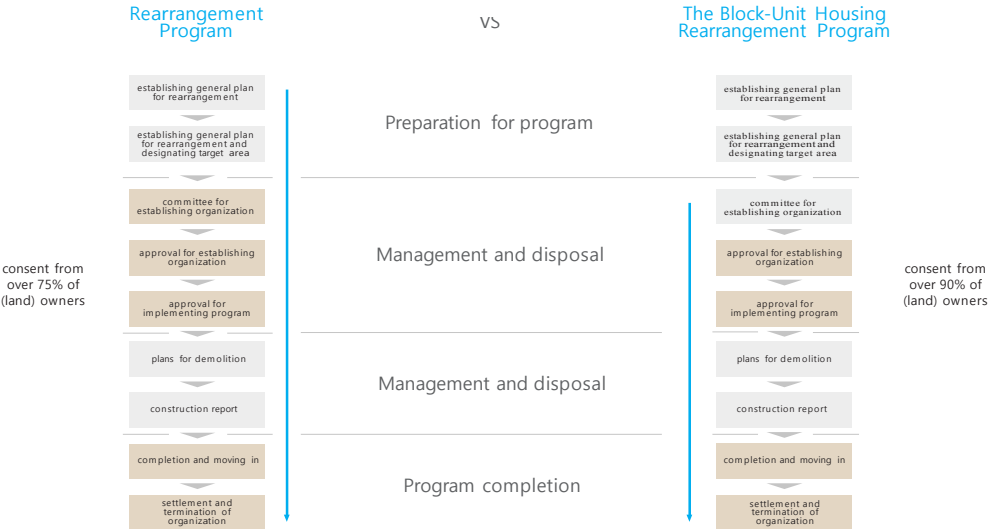 Rearrangement
Program
VS
The Block-Unit Housing
Rearrangement Program
establishing general plan
for rearrangement
establishing general plan
for rearrangement and
designating target area
committee for
establishing organization
approval for establishing
organization
approval for
implementing program
plans for demolition
construction report
completion and moving in
settlement and
termination of
organization
consent from
over 75% of
(land) owners
Preparation for program
Management and disposal
Management and disposal
Program completion
establishing general plan
for rearrangement
establishing general plan
for rearrangement and
designating target area
committee for
establishing organization
approval for establishing
organization
approval for
implementing program
plans for demolition
construction report
completion and moving in
settlement and
termination of
organization
consent from
over 90% of
(land) owners